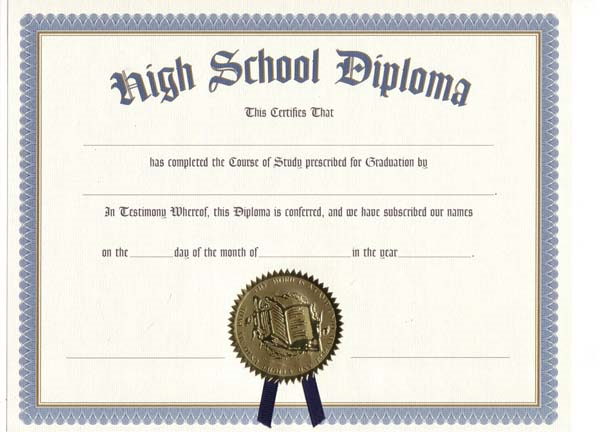 High School Diploma
This Certifies That
has completed the Course of Study prescribed for Graduation by
.
In Testimony Whereof, this Diploma is conferred, and we have subscribed our names
on the day of the month of in the year .